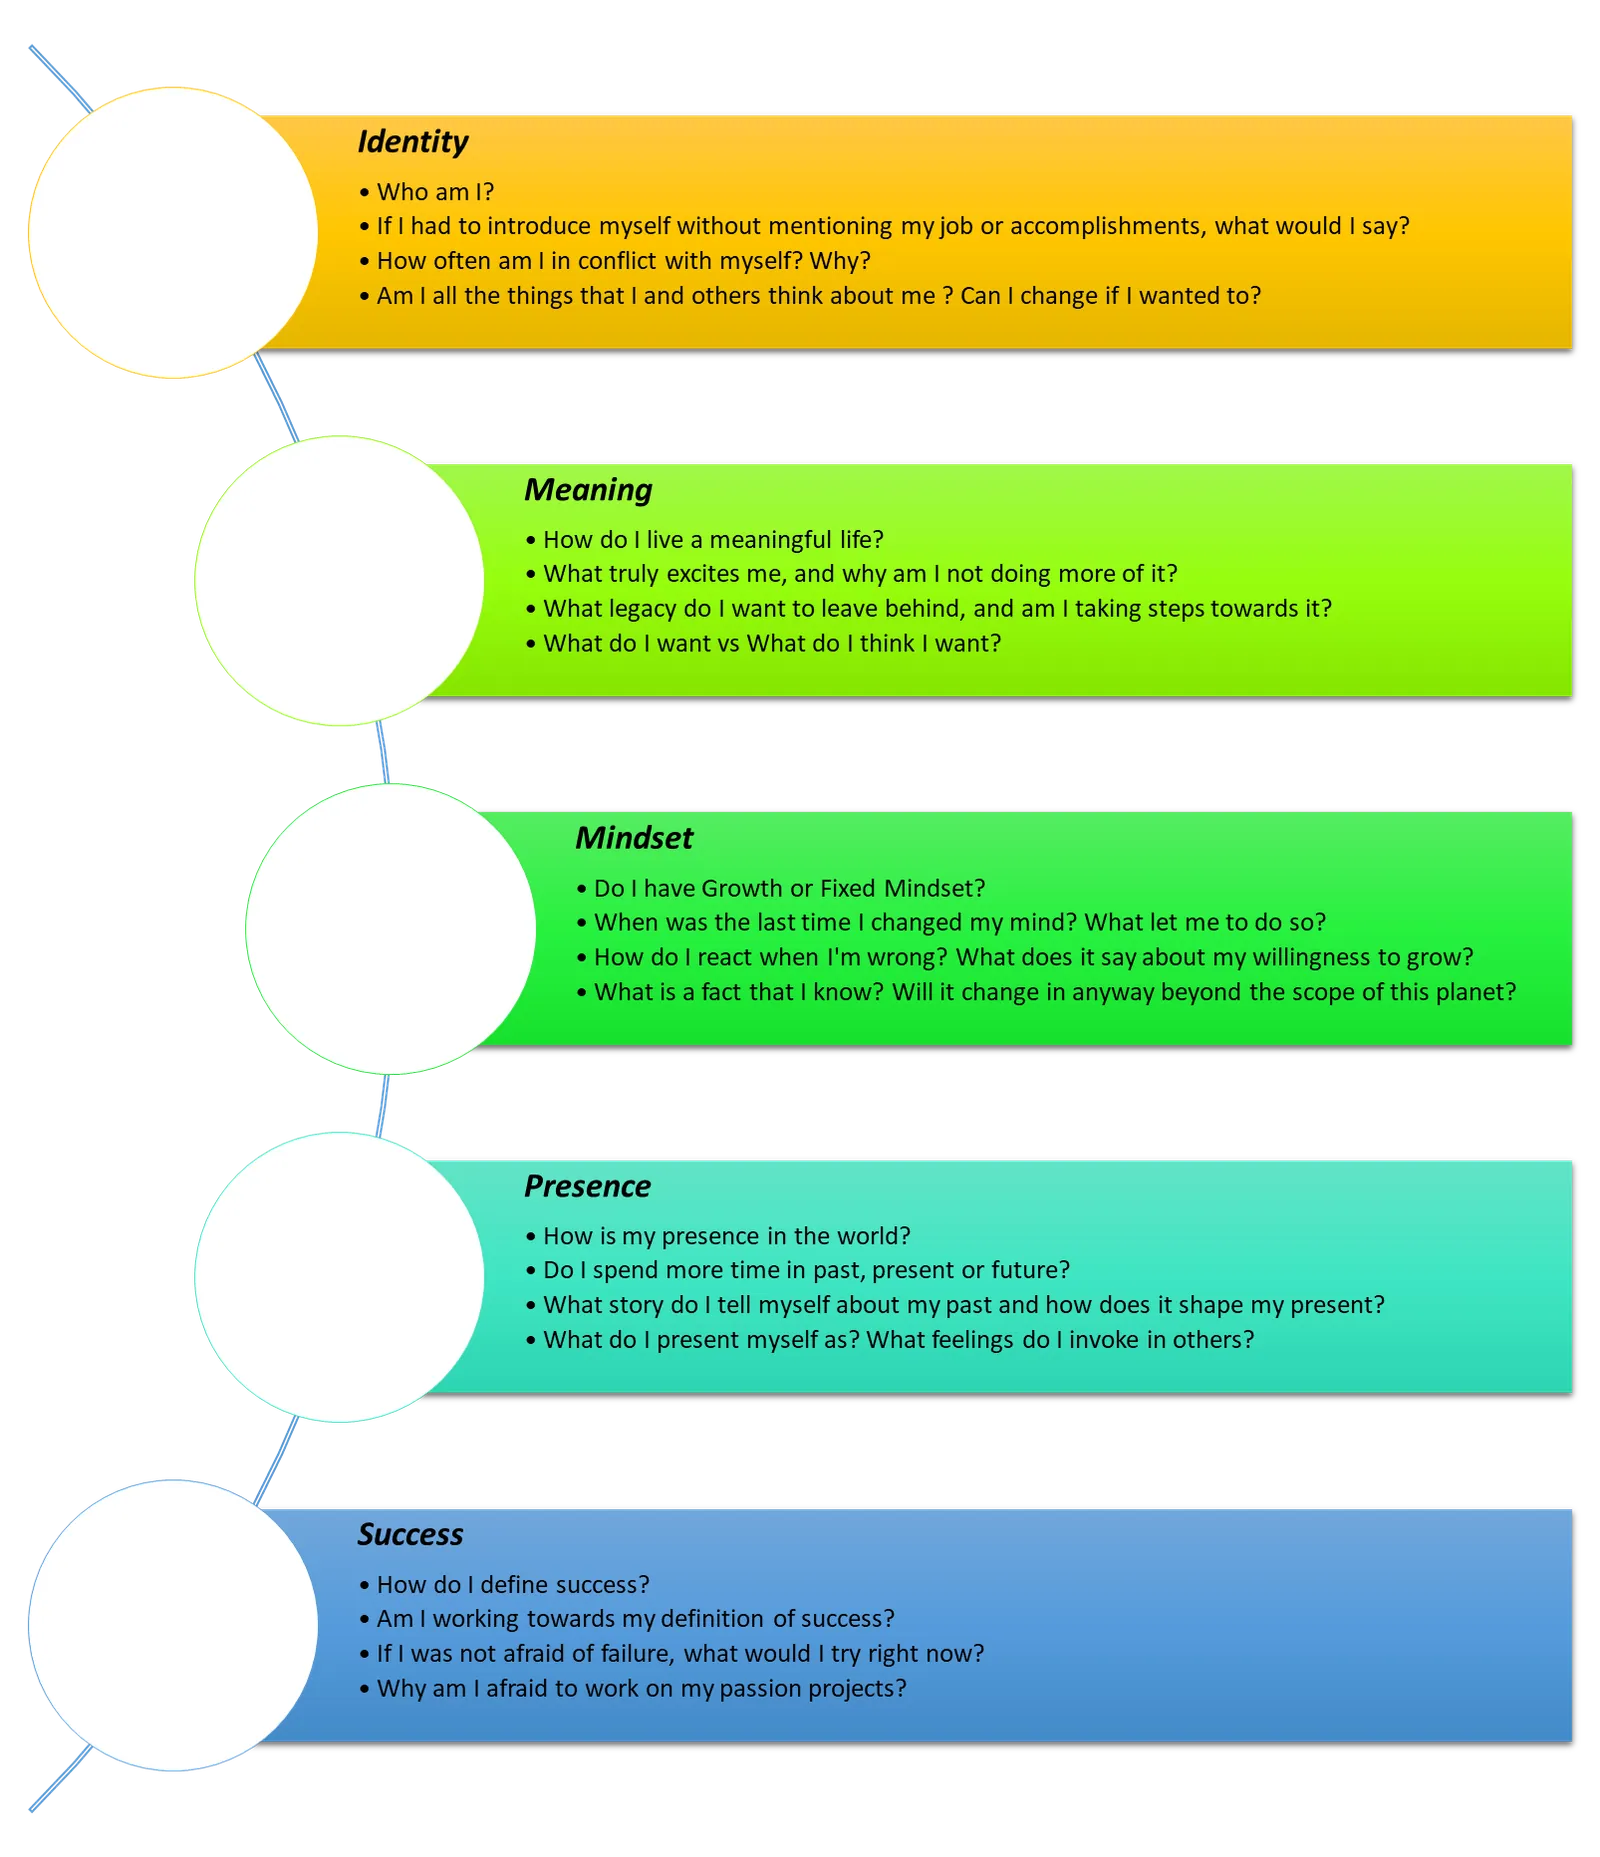 Identity
• Who am I?
• If I had to introduce myself without mentioning my job or accomplishments, what would I say?
• How often am I in conflict with myself? Why?
• Am I all the things that I and others think about me ? Can I change if I wanted to?
Meaning
• How do I live a meaningful life?
• What truly excites me, and why am I not doing more of it?
• What legacy do I want to leave behind, and am I taking steps towards it?
• What do I want vs What do I think I want?
Mindset
• Do I have Growth or Fixed Mindset?
• When was the last time I changed my mind? What let me to do so?
• How do I react when I'm wrong? What does it say about my willingness to grow?
• What is a fact that I know? Will it change in anyway beyond the scope of this planet?
Presence
• How is my presence in the world?
• Do I spend more time in past, present or future?
• What story do I tell myself about my past and how does it shape my present?
• What do I present myself as? What feelings do I invoke in others?
Success
• How do I define success?
• Am I working towards my definition of success?
• If I was not afraid of failure, what would I try right now?
• Why am I afraid to work on my passion projects?